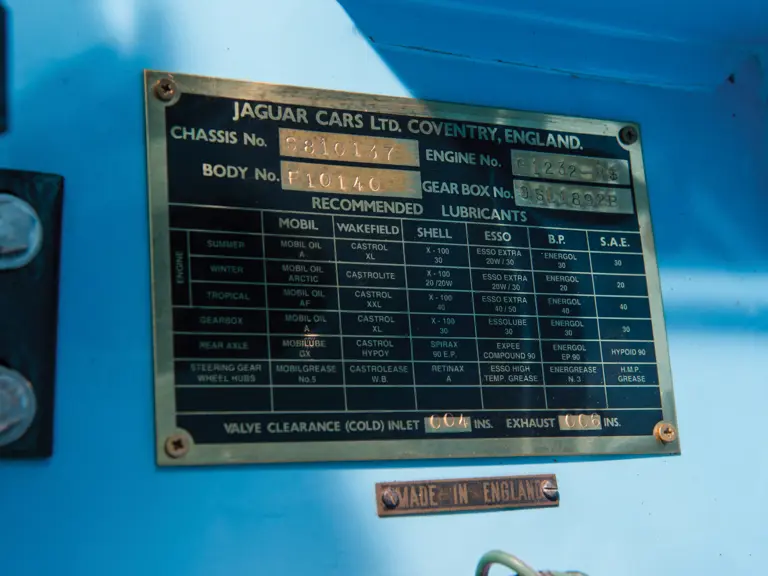 JAGUAR CARS LTD. COVENTRY, ENGLAND.
CHASSIS No. S810137 ENGINE No.
BODY No. F10140 GEAR BOX No.
RECOMMENDED LUBRICANTS
MOBIL WAKEFIELD SHELL ESSO B.P. S.A.E.
ENGINE
SUMMER MOBIL OIL A CASTROL XL X - 100 30 ESSO EXTRA 20W / 30 ENERGOL 30 30
WINTER MOBIL OIL ARCTIC CASTROLITE X - 100 20 /20W ESSO EXTRA 20W / 30 ENERGOL 20 20
TROPICAL MOBIL OIL AF CASTROL XXL X - 100 40 ESSO EXTRA 40 / 50 ENERGOL 40 40
GEARBOX MOBIL OIL A CASTROL XL X - 100 30 ESSOLUBE 30 ENERGOL 30 30
REAR AXLE MOBILUBE GX CASTROL HYPOY SPIRAX 90 E.P. EXPEE COMPOUND 90 ENERGOL EP 90 HYPOID 90
STEERING GEAR WHEEL HUBS MOBILGREASE No.5 CASTROLEASE W.B. RETINAX A ESSO HIGH TEMP. GREASE ENERGREASE N.3 H.M.P. GREASE
VALVE CLEARANCE (COLD) INLET 004 INS. EXHAUST 006 INS.
MADE IN ENGLAND